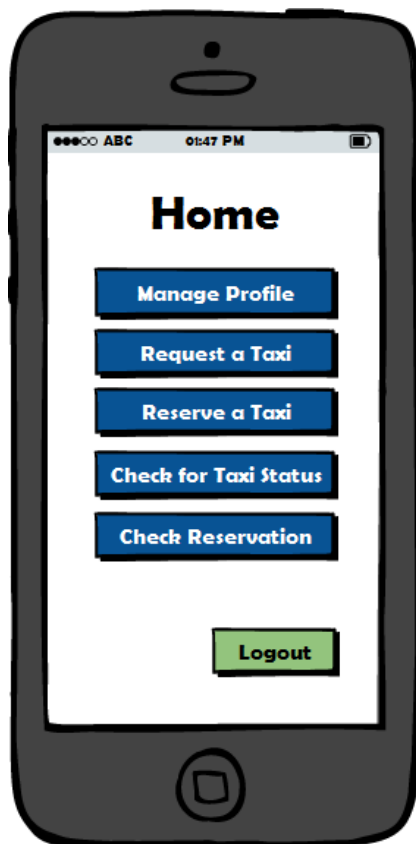 ABC 01:47 PM
Home
Manage Profile
Request a Taxi
Reserve a Taxi
Check for Taxi Status
Check Reservation
Logout